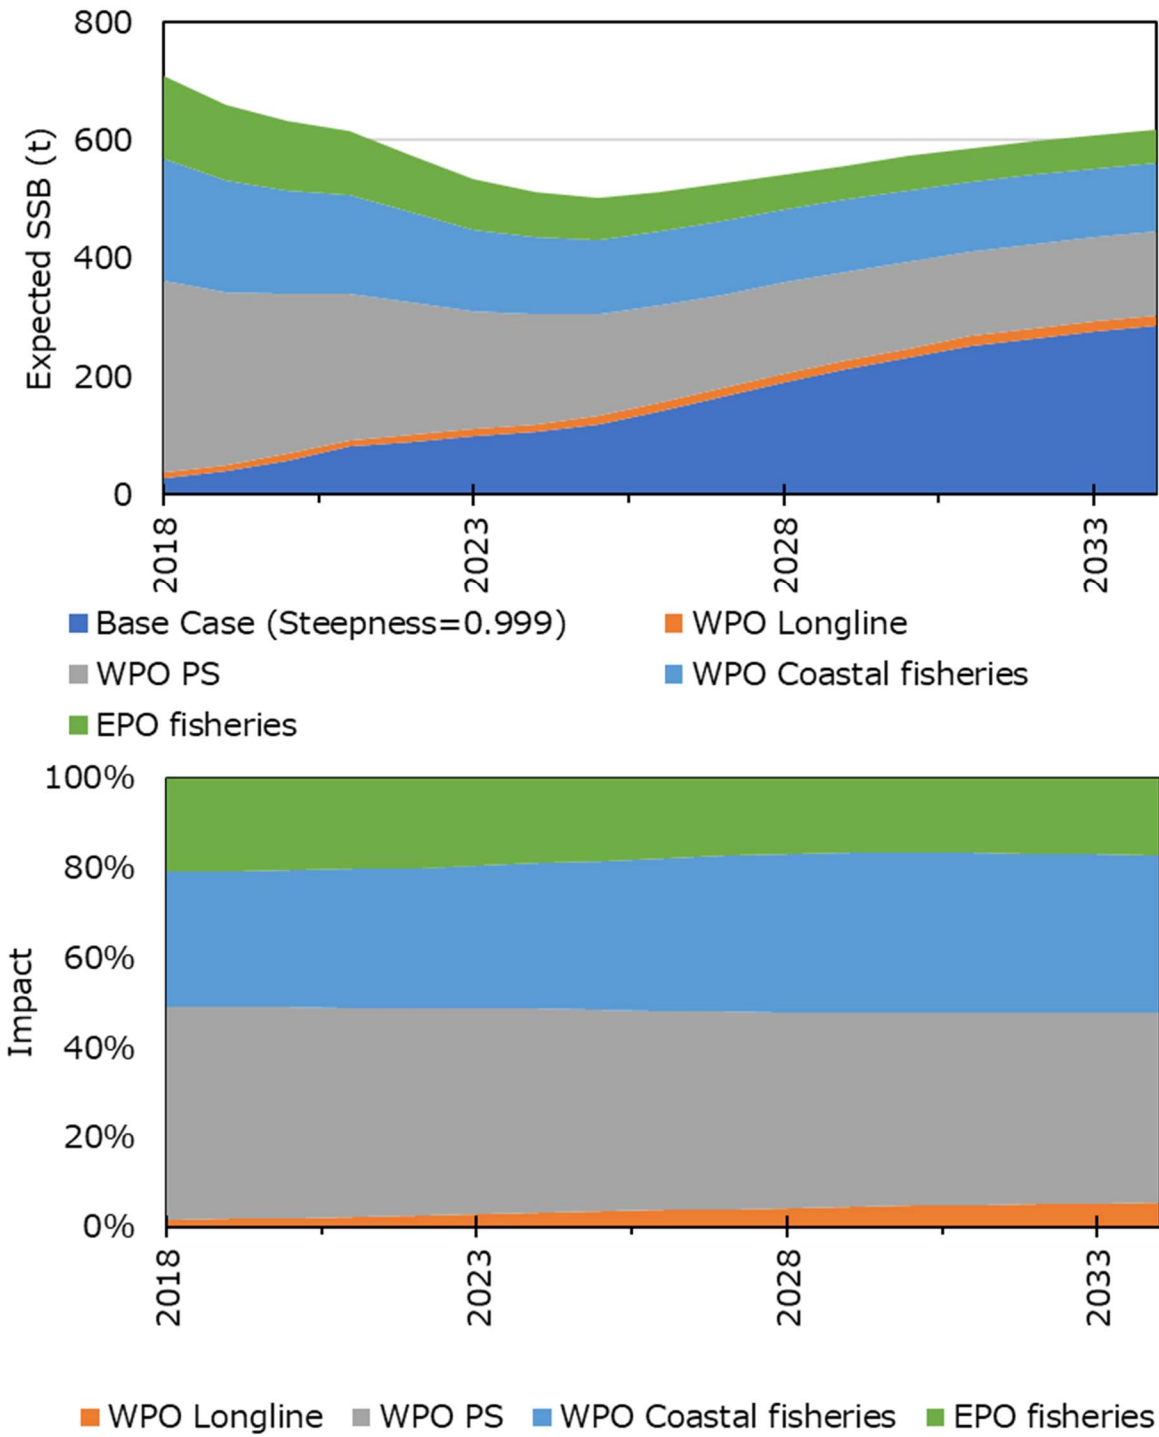 800
600
400
200
0
Expected SSB (t)
2018
2023
2028
2033
Base Case (Steepness=0.999)
WPO Longline
WPO PS
WPO Coastal fisheries
EPO fisheries
100%
80%
60%
40%
20%
0%
Impact
2018
2023
2028
2033
WPO Longline
WPO PS
WPO Coastal fisheries
EPO fisheries